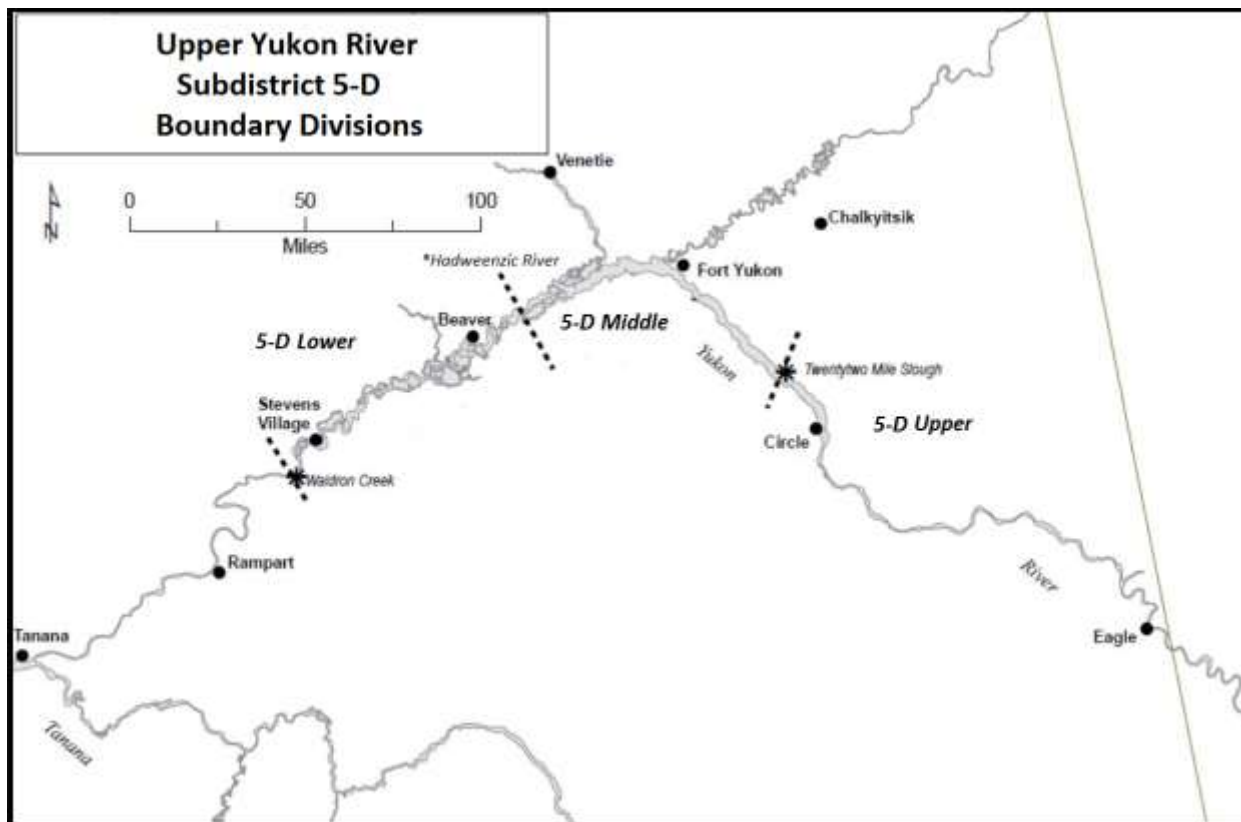 Upper Yukon River
Subdistrict 5-D
Boundary Divisions
N
0 50 100
Miles
Venetie
Chalkyitsik
*Hadweenzic River
Fort Yukon
Beaver
5-D Middle
5-D Lower
Yukon
Twentytwo Mile Slough
Stevens
Village
5-D Upper
Circle
Waldron Creek
Rampart
River
Tanana
Eagle
Tanana